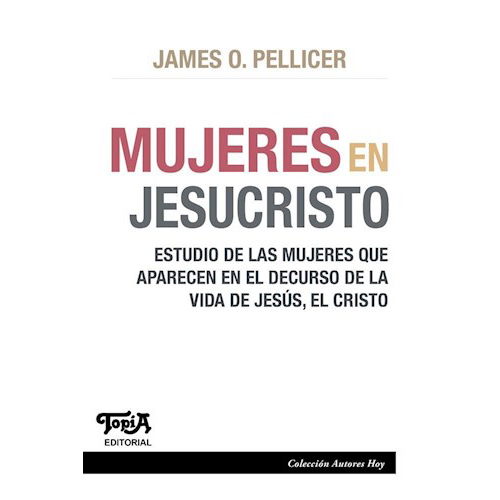 JAMES O. PELLICER
MUJERES EN
JESUCRISTO
ESTUDIO DE LAS MUJERES QUE
APARECEN EN EL DECURSO DE LA
VIDA DE JESÚS, EL CRISTO
TopíA
EDITORIAL
Colección Autores Hoy